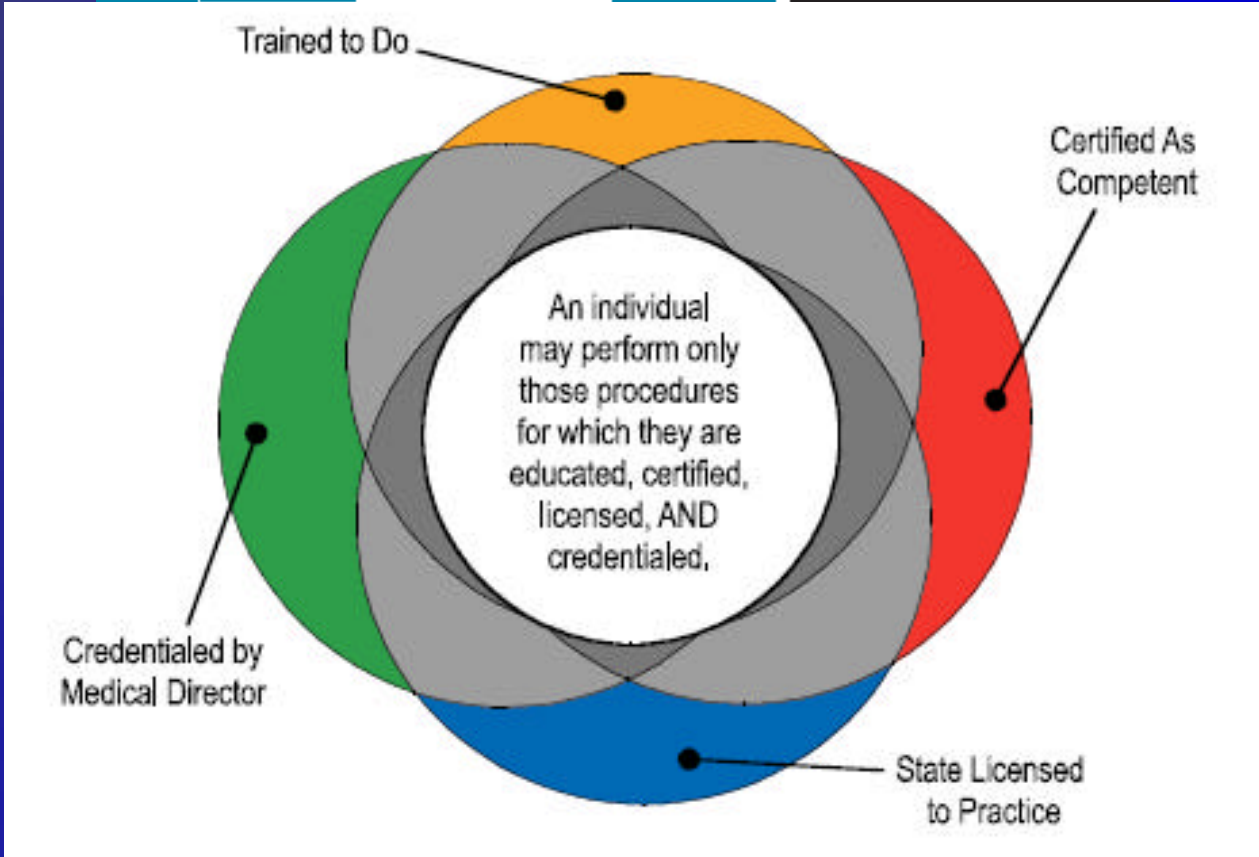 Trained to Do
Certified As
Competent
An individual
may perform only
those procedures
for which they are
educated, certified,
licensed, AND
credentialed.
Credentialed by
Medical Director
State Licensed
to Practice